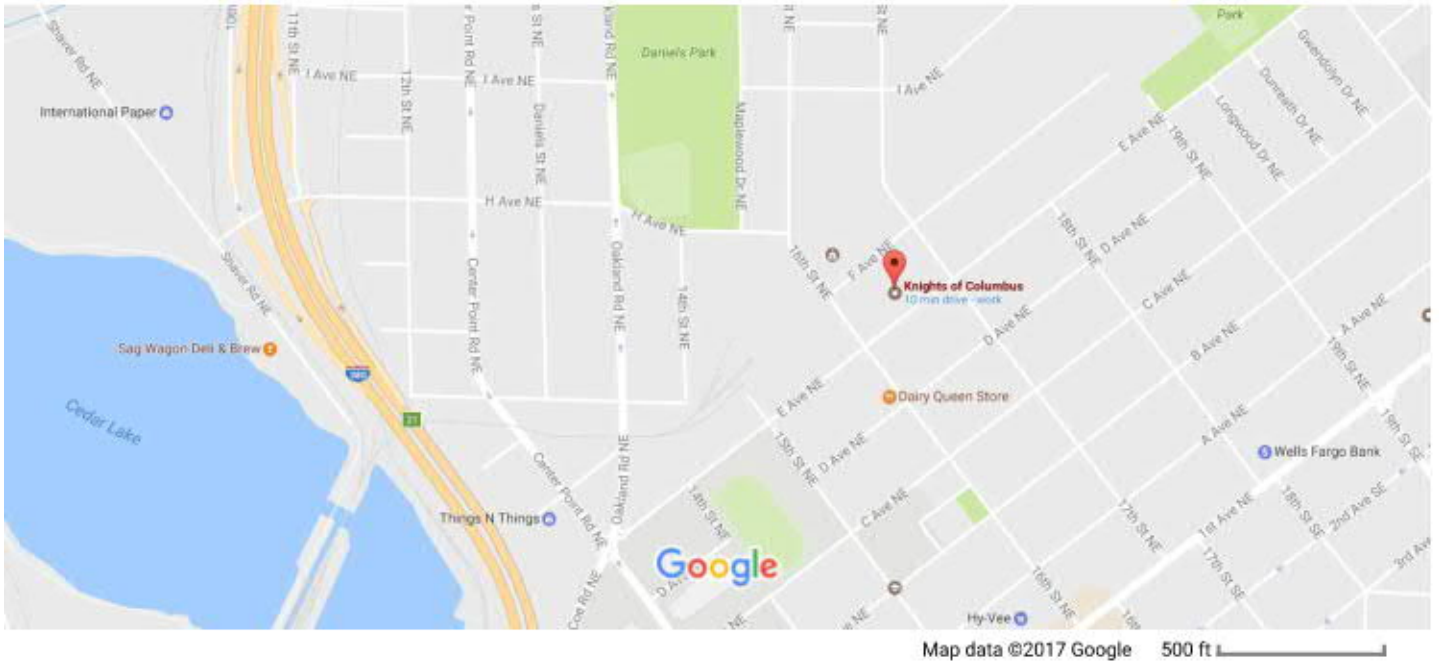 Park
Daniels Park
Shaver Rd NE
11th St NE
I Ave NE
12th St NE
I Ave NE
Daniels St NE
Maplewood Dr NE
I Ave NE
Gwendolyn Dr NE
Dunreath Dr NE
Longwood Dr NE
International Paper
E Ave NE
19th St NE
H Ave NE
H Ave NE
18th St NE
D Ave NE
Shaver Rd NE
Center Point Rd NE
Oakland Rd NE
14th St NE
16th St NE
F Ave NE
Knights of Columbus
10 min drive - work
C Ave NE
A Ave NE
D Ave NE
B Ave NE
19th St NE
Sag Wagon Deli & Brew
380
Cedar Lake
21
E Ave NE
Dairy Queen Store
15th St NE
D Ave NE
A Ave NE
19th St NE
Wells Fargo Bank
Center Point Rd NE
Oakland Rd NE
14th St NE
C Ave NE
17th St NE
1st Ave NE
18th St SE
2nd Ave SE
3rd Ave
Things N Things
Google
D Ave
Coe Rd NE
16th St NE
17th St SE
Hy-Vee
Map data ©2017 Google
500 ft